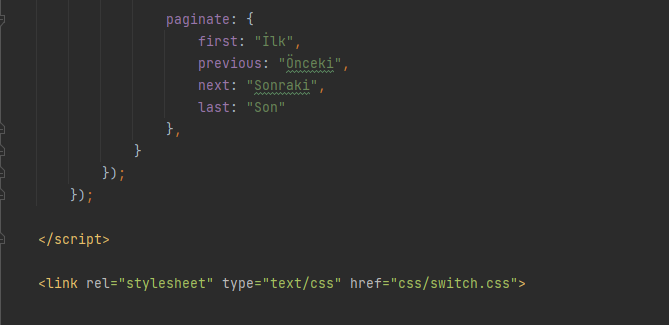 paginate: {
first: "İlk",
previous: "Önceki",
next: "Sonraki",
last: "Son"
},
}
});
});
</script>
<link rel="stylesheet" type="text/css" href="css/switch.css">